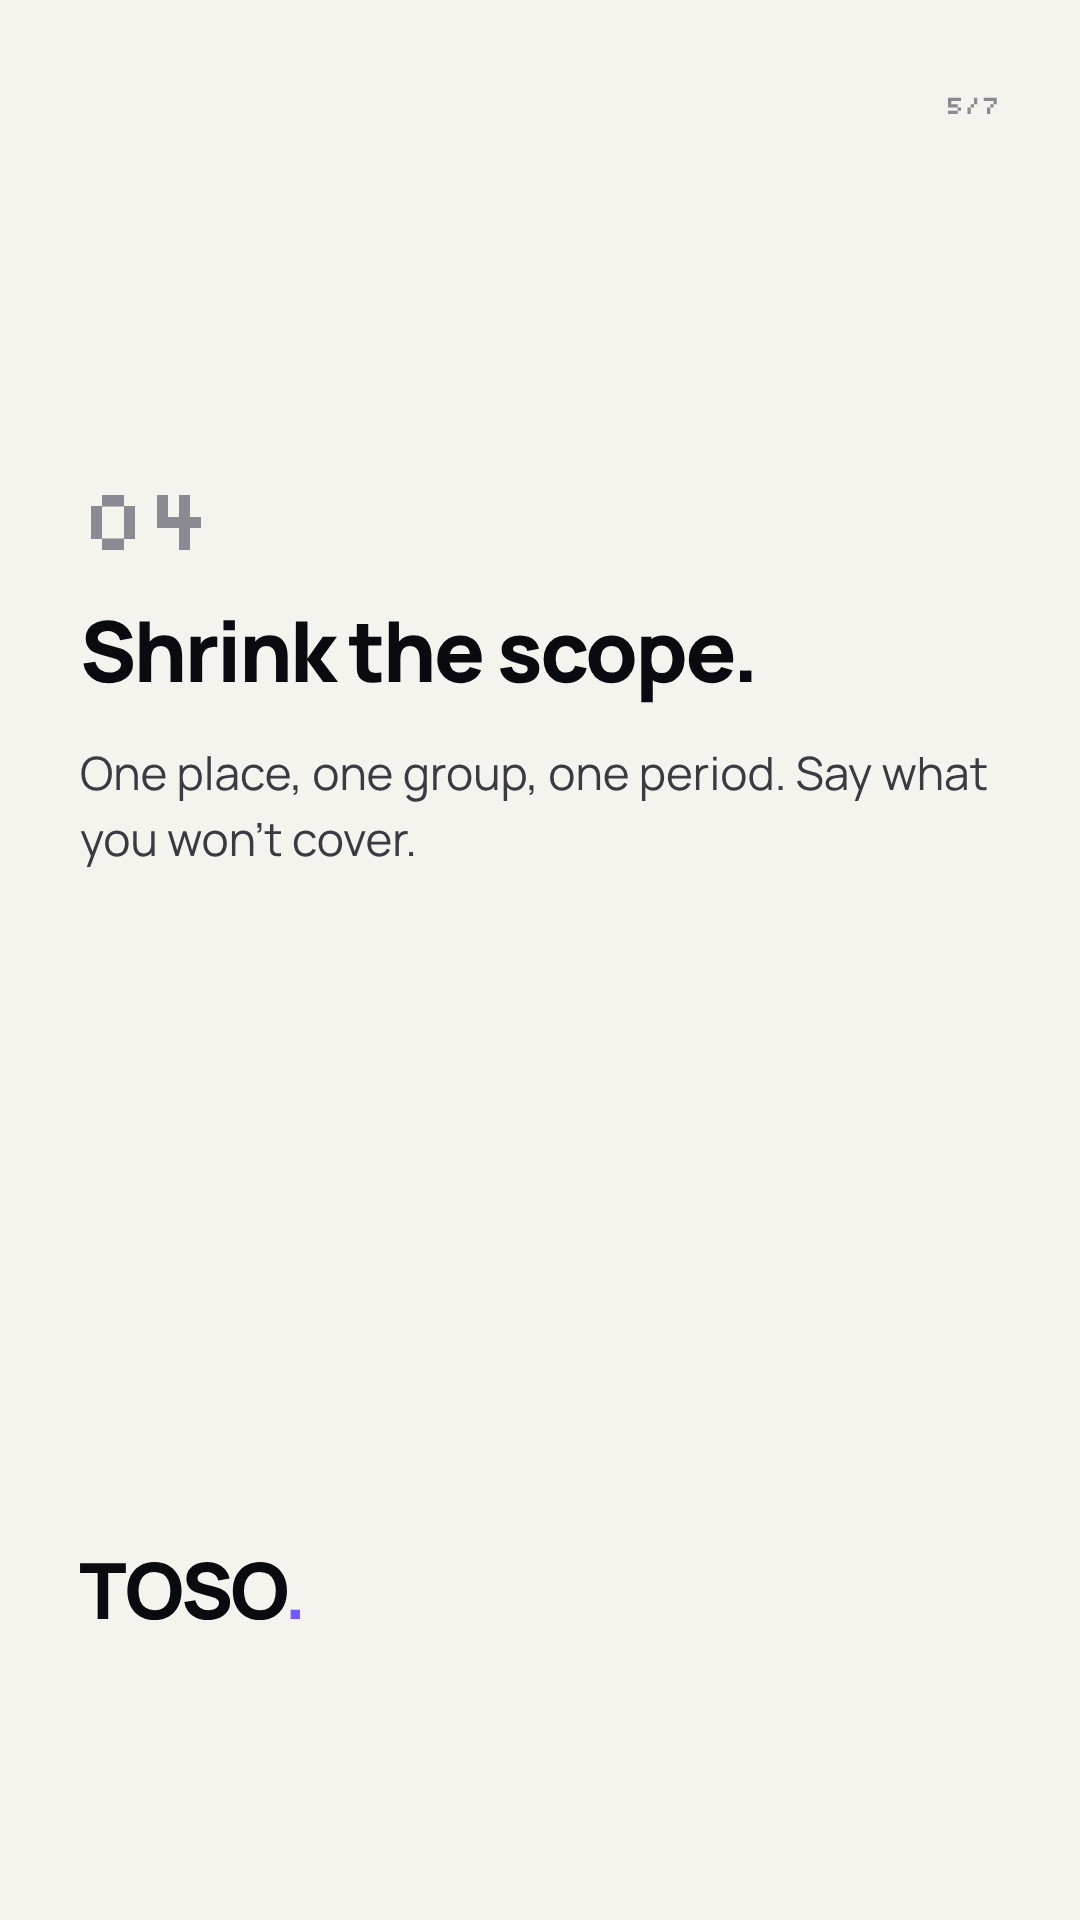 5/7
04
Shrink the scope.
One place, one group, one period. Say what
you won’t cover.
TOSO.